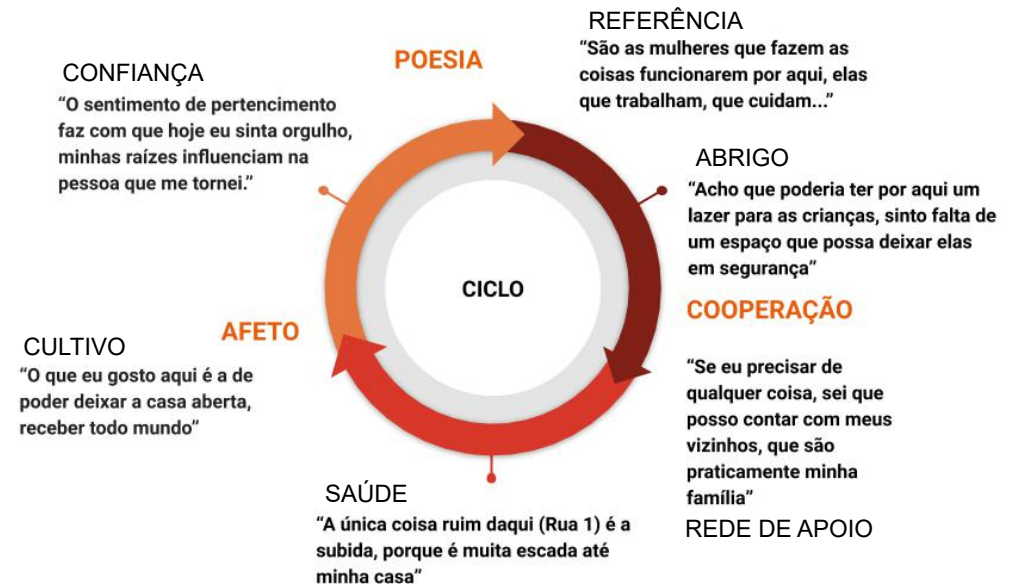 POESIA
REFERÊNCIA
“São as mulheres que fazem as
coisas funcionarem por aqui, elas
que trabalham, que cuidam...”
ABRIGO
“Acho que poderia ter por aqui um
lazer para as crianças, sinto falta de
um espaço que possa deixar elas
em segurança”
COOPERAÇÃO
“Se eu precisar de
qualquer coisa, sei que
posso contar com meus
vizinhos, que são
praticamente minha
família”
REDE DE APOIO
SAÚDE
“A única coisa ruim daqui (Rua 1) é a
subida, porque é muita escada até
minha casa”
AFETO
CULTIVO
“O que eu gosto aqui é a de
poder deixar a casa aberta,
receber todo mundo”
CONFIANÇA
“O sentimento de pertencimento
faz com que hoje eu sinta orgulho,
minhas raízes influenciam na
pessoa que me tornei.”
CICLO